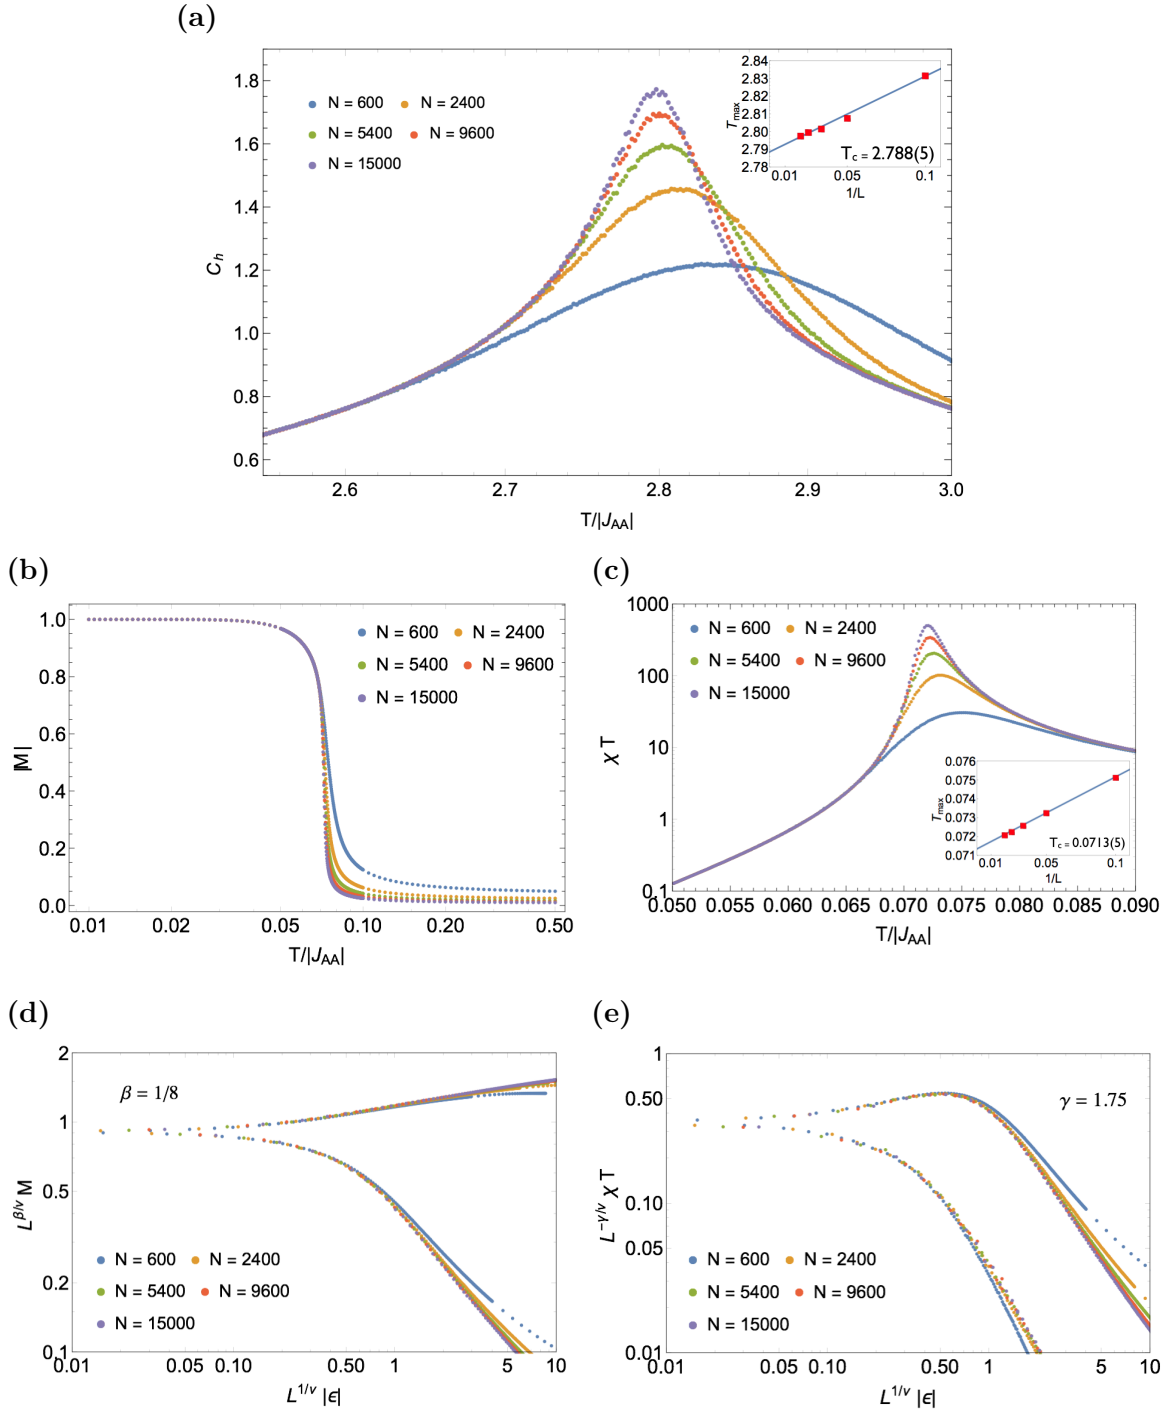 (a)
1.8
1.6
1.4
1.2
1.0
0.8
0.6
C_h
N = 600
N = 2400
N = 5400
N = 9600
N = 15000
2.84
2.83
2.82
2.81
2.80
2.79
2.78
T_max
T_c = 2.788(5)
0.01
0.05
0.1
1/L
2.6
2.7
2.8
2.9
3.0
T/|J_AA|
(b)
1.0
0.8
0.6
0.4
0.2
0.0
|M|
N = 600
N = 2400
N = 5400
N = 9600
N = 15000
0.01
0.02
0.05
0.10
0.20
0.50
T/|J_AA|
(c)
1000
100
10
1
0.1
χ T
N = 600
N = 2400
N = 5400
N = 9600
N = 15000
0.076
0.075
0.074
0.073
0.072
0.071
T_max
T_c = 0.0713(5)
0.01
0.05
0.1
1/L
0.050
0.055
0.060
0.065
0.070
0.075
0.080
0.085
0.090
T/|J_AA|
(d)
2
1
0.5
0.2
0.1
L^{β/ν} M
β = 1/8
N = 600
N = 2400
N = 5400
N = 9600
N = 15000
0.01
0.05
0.10
0.50
1
5
10
L^{1/ν} |ϵ|
(e)
1
0.50
0.10
0.05
0.01
L^{-γ/ν} χ T
γ = 1.75
N = 600
N = 2400
N = 5400
N = 9600
N = 15000
0.01
0.05
0.10
0.50
1
5
10
L^{1/ν} |ϵ|